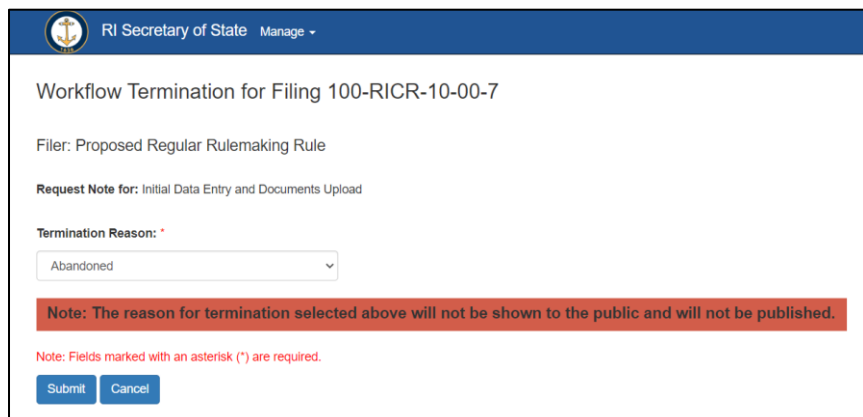 RI Secretary of State Manage
Workflow Termination for Filing 100-RICR-10-00-7
Filer: Proposed Regular Rulemaking Rule
Request Note for: Initial Data Entry and Documents Upload
Termination Reason: *
Abandoned
Note: The reason for termination selected above will not be shown to the public and will not be published.
Note: Fields marked with an asterisk (*) are required.
Submit Cancel